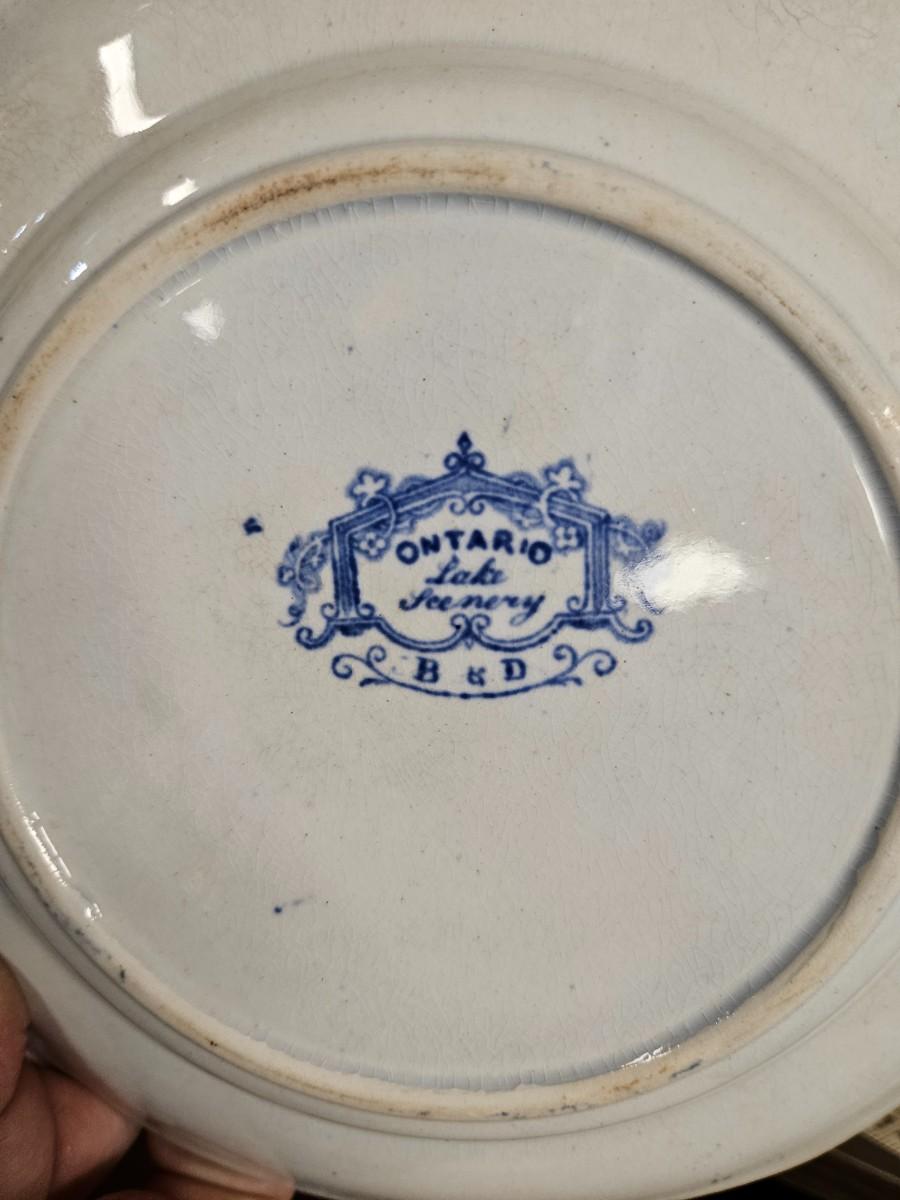 ONTARIO
Lake
Scenery
B & D